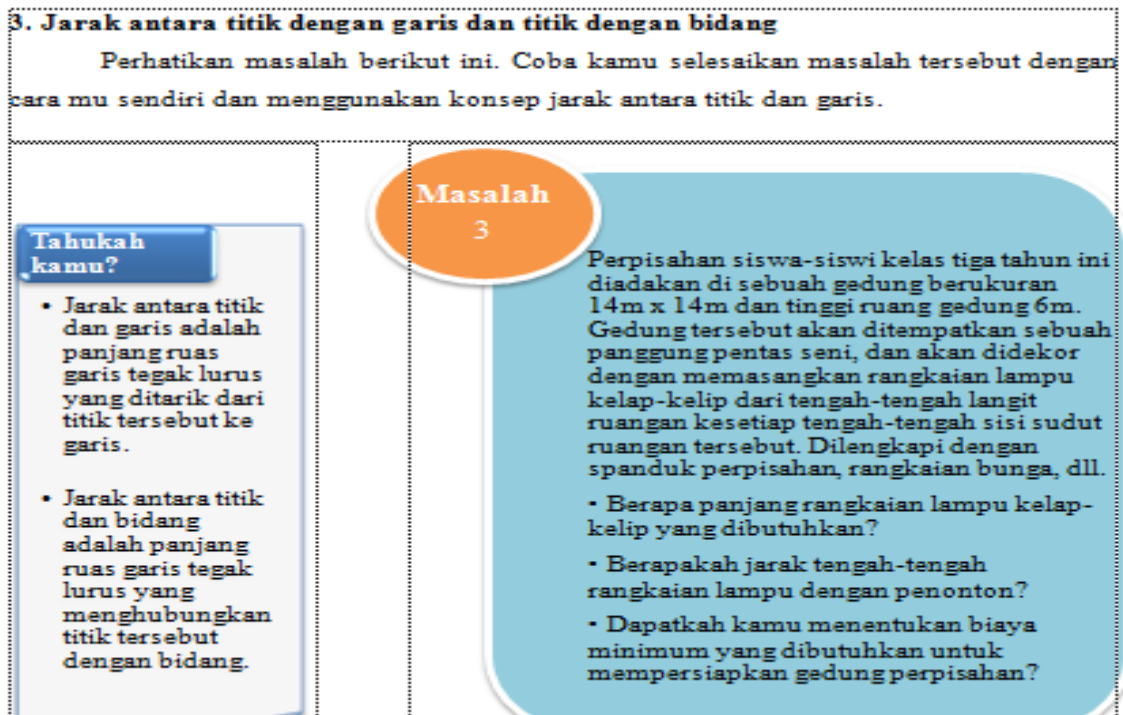 3. Jarak antara titik dengan garis dan titik dengan bidang
Perhatikan masalah berikut ini. Coba kamu selesaikan masalah tersebut dengan
cara mu sendiri dan menggunakan konsep jarak antara titik dan garis.
Tahukah
kamu?
• Jarak antara titik
dan garis adalah
panjang ruas
garis tegak lurus
yang ditarik dari
titik tersebut ke
garis.
• Jarak antara titik
dan bidang
adalah panjang
ruas garis tegak
lurus yang
menghubungkan
titik tersebut
dengan bidang.
Masalah
3
Perpisahan siswa-siswi kelas tiga tahun ini
diadakan di sebuah gedung berukuran
14m x 14m dan tinggi ruang gedung 6m.
Gedung tersebut akan ditempatkan sebuah
panggung pentas seni, dan akan didekor
dengan memasangkan rangkaian lampu
kelap-kelip dari tengah-tengah langit
ruangan kesetiap tengah-tengah sisi sudut
ruangan tersebut. Dilengkapi dengan
spanduk perpisahan, rangkaian bunga, dll.
• Berapa panjang rangkaian lampu kelap-
kelip yang dibutuhkan?
• Berapakah jarak tengah-tengah
rangkaian lampu dengan penonton?
• Dapatkah kamu menentukan biaya
minimum yang dibutuhkan untuk
mempersiapkan gedung perpisahan?